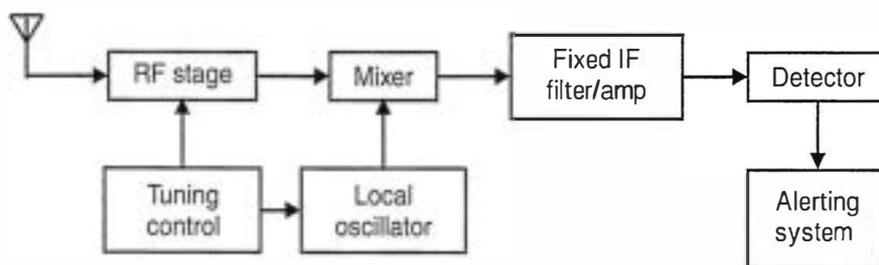 RF stage
Mixer
Fixed IF
filter/amp
Detector
Tuning
control
Local
oscillator
Alerting
system